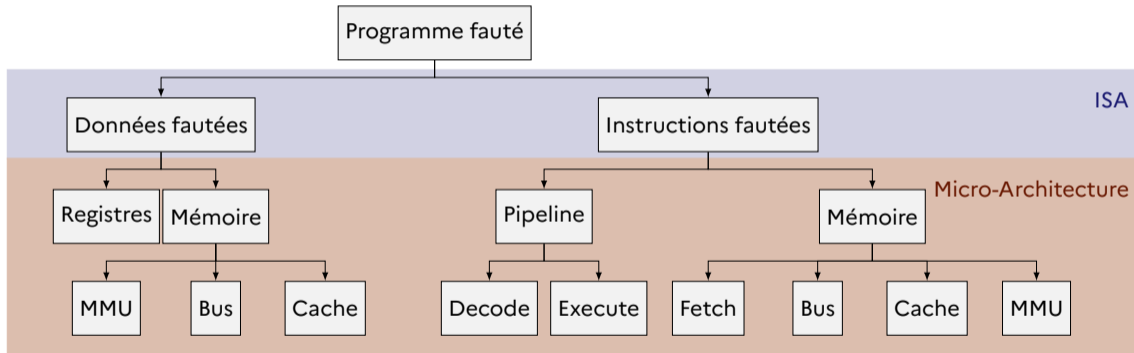 Programme fauté
ISA
Données fautées
Instructions fautées
Micro-Architecture
Registres
Mémoire
Pipeline
Mémoire
MMU
Bus
Cache
Decode
Execute
Fetch
Bus
Cache
MMU